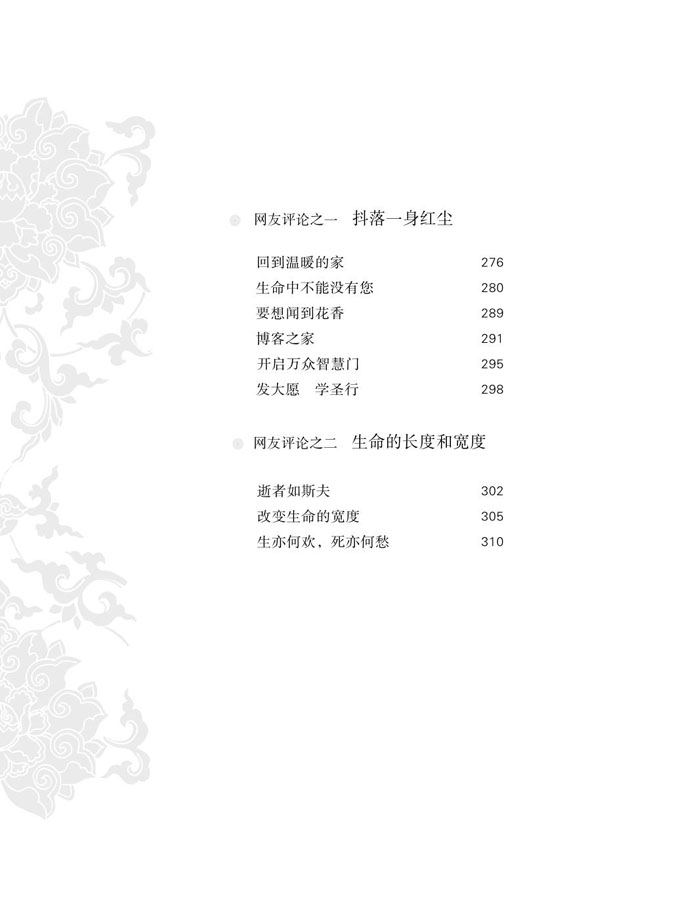 网友评论之一 抖落一身红尘
回到温暖的家 276
生命中不能没有您 280
要想闻到花香 289
博客之家 291
开启万众智慧门 295
发大愿 学圣行 298
网友评论之二 生命的长度和宽度
逝者如斯夫 302
改变生命的宽度 305
生亦何欢，死亦何愁 310